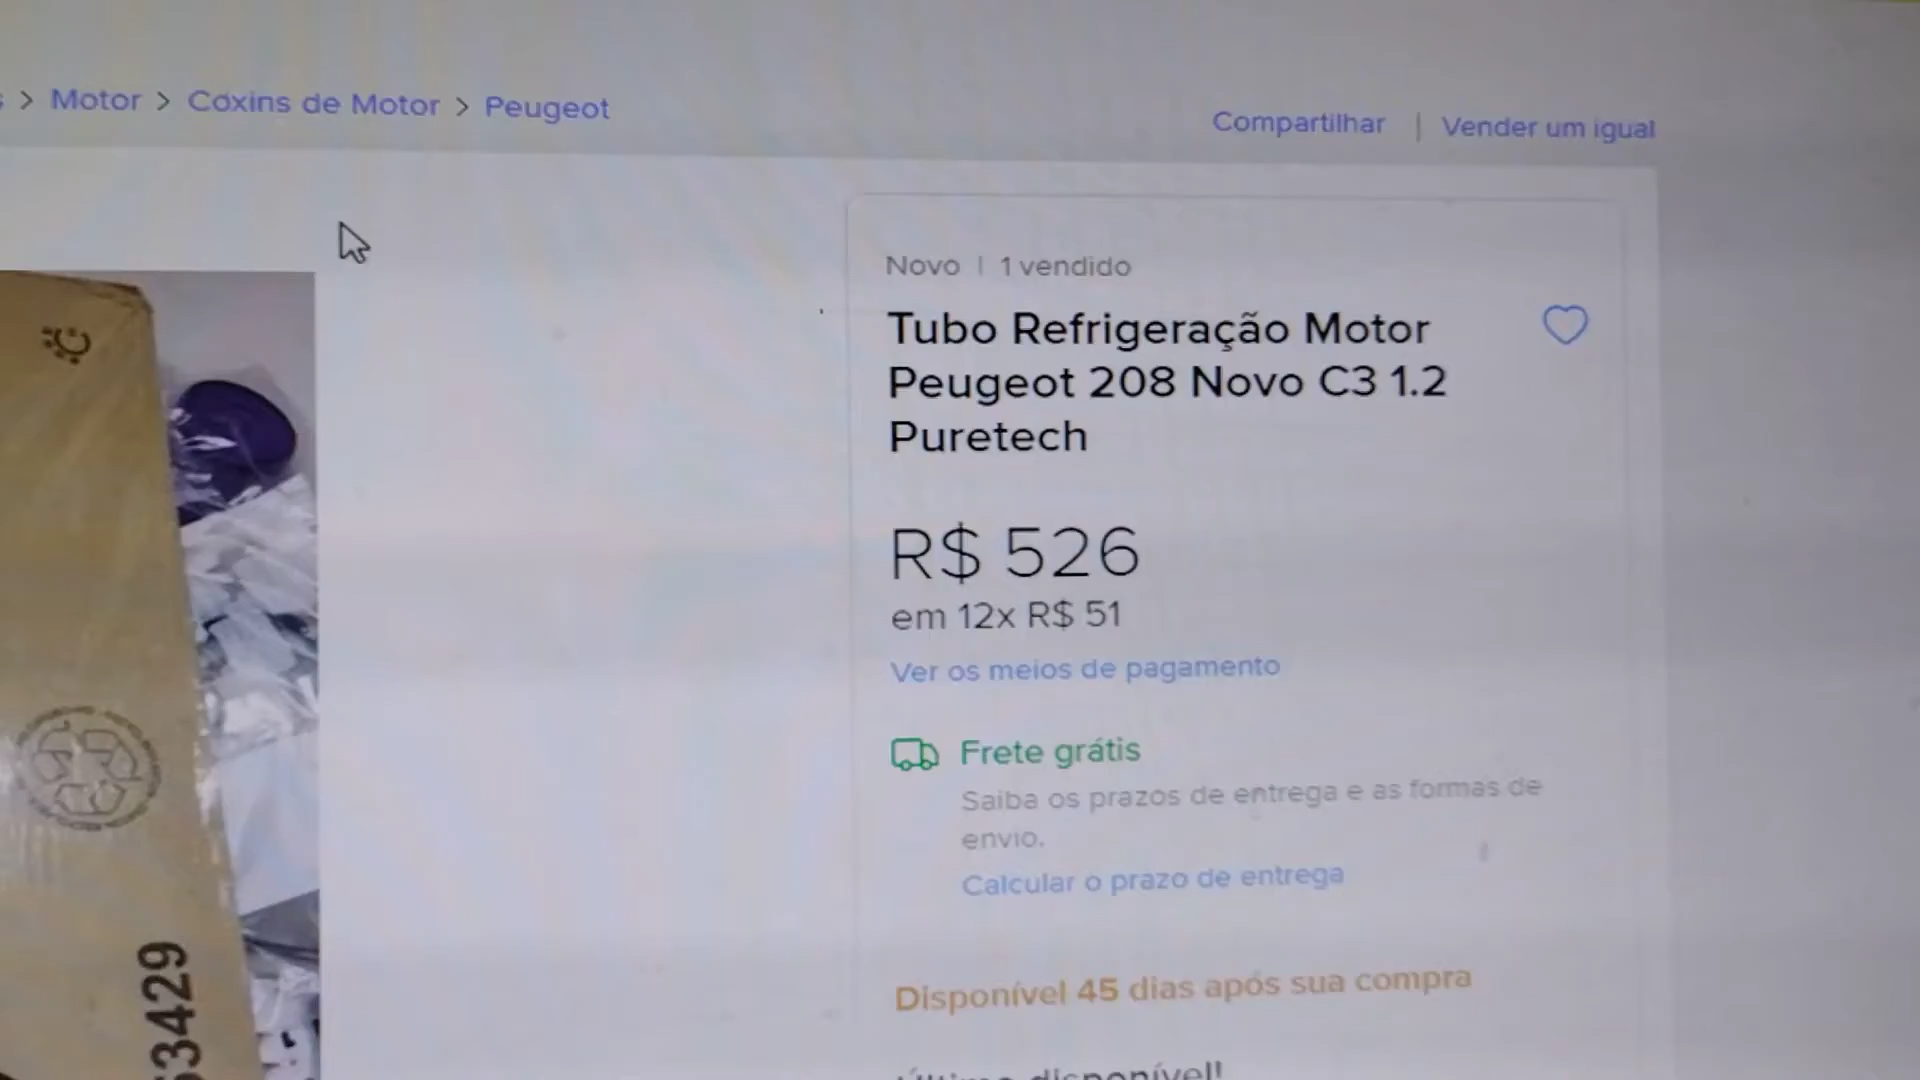 > Motor > Coxins de Motor > Peugeot
Compartilhar | Vender um igual
Novo | 1 vendido
Tubo Refrigeração Motor
Peugeot 208 Novo C3 1.2
Puretech
R$ 526
em 12x R$ 51
Ver os meios de pagamento
Frete grátis
Saiba os prazos de entrega e as formas de
envio.
Calcular o prazo de entrega
Disponível 45 dias após sua compra
disponível!
3429